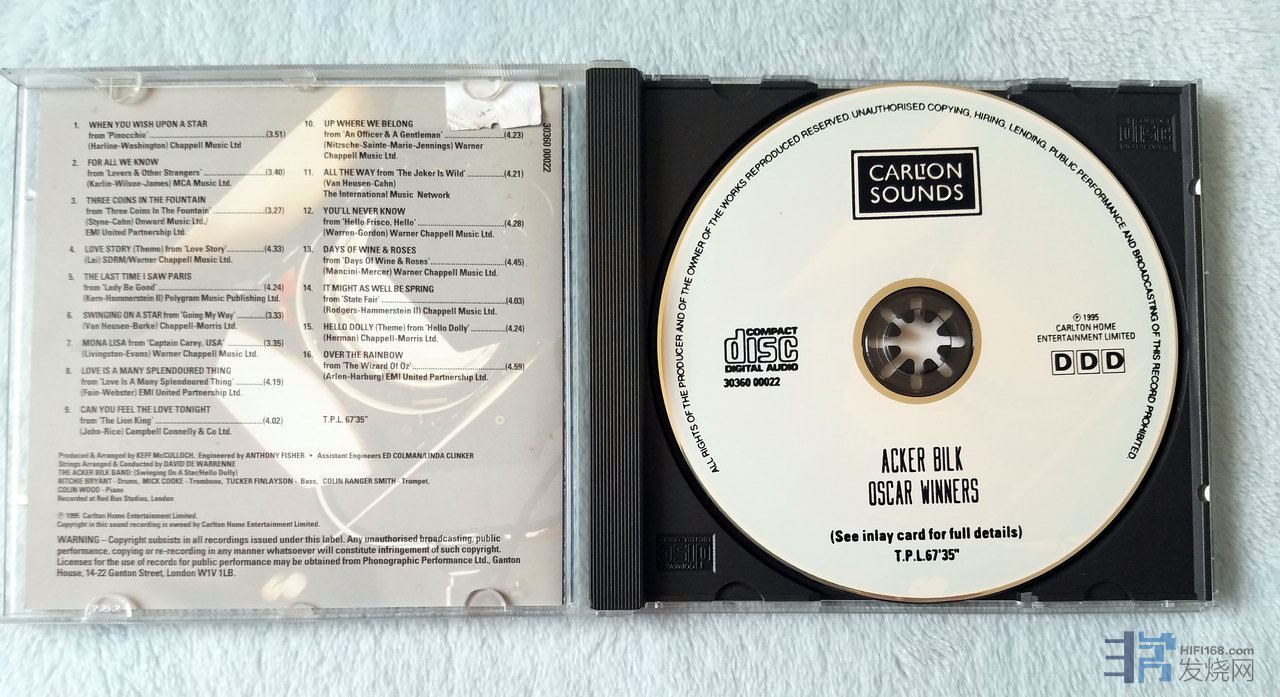 1. WHEN YOU WISH UPON A STAR
from 'Pinocchio'.......(3.51)
(Harline-Washington) Chappell Music Ltd
2. FOR ALL WE KNOW
from 'Lovers & Other Strangers'.......(3.40)
(Karlin-Wilson-James) MCA Music Ltd.
3. THREE COINS IN THE FOUNTAIN
from 'Three Coins In The Fountain'.......(3.27)
(Styne-Cahn) Onward Music Ltd./
EMI United Partnership Ltd.
4. LOVE STORY (Theme) from 'Love Story'.......(4.33)
(Lai) SDRM/Warner Chappell Music Ltd.
5. THE LAST TIME I SAW PARIS
from 'Lady Be Good'.......(4.24)
(Kern-Hammerstein II) Polygram Music Publishing Ltd.
6. SWINGING ON A STAR from 'Going My Way'.......(3.33)
(Van Heusen-Burke) Chappell-Morris Ltd.
7. MONA LISA from 'Captain Carey, USA'.......(3.35)
(Livingston-Evans) Warner Chappell Music Ltd.
8. LOVE IS A MANY SPLENDOURED THING
from 'Love Is A Many Splendoured Thing'.......(4.19)
(Fain-Webster) EMI United Partnership Ltd.
9. CAN YOU FEEL THE LOVE TONIGHT
from 'The Lion King'.......(4.02)
(John-Rice) Campbell Connelly & Co Ltd.
10. UP WHERE WE BELONG
from 'An Officer & A Gentleman'.......(4.23)
(Nitzsche-Sainte-Marie-Jennings) Warner
Chappell Music Ltd.
11. ALL THE WAY from 'The Joker Is Wild'.......(4.21)
(Van Heusen-Cahn)
The International Music Network
12. YOU'LL NEVER KNOW
from 'Hello Frisco, Hello'.......(4.28)
(Warren-Gordon) Warner Chappell Music Ltd.
13. DAYS OF WINE & ROSES
from 'Days Of Wine & Roses'.......(4.45)
(Mancini-Mercer) Warner Chappell Music Ltd.
14. IT MIGHT AS WELL BE SPRING
from 'State Fair'.......(4.03)
(Rodgers-Hammerstein II) Chappell Music Ltd.
15. HELLO DOLLY (Theme) from 'Hello Dolly'.......(4.24)
(Herman) Chappell-Morris Ltd.
16. OVER THE RAINBOW
from 'The Wizard Of Oz'.......(4.59)
(Arlen-Harburg) EMI United Partnership Ltd.
T.P.L. 67'35"
30360 00022
Produced & Arranged by KEFF McCULLOCH, Engineered by ANTHONY FISHER • Assistant Engineers ED COLMAN/LINDA CLINKER
Strings Arranged & Conducted by DAVID DE WARRENNE
THE ACKER BILK BAND: (Swinging On A Star/Hello Dolly)
RITCHIE BRYANT - Drums, MICK COOKE - Trombone, TUCKER FINLAYSON - Bass, COLIN RANGER SMITH - Trumpet,
COLIN WOOD - Piano
Recorded at Red Bus Studios, London
℗ 1995 Carlton Home Entertainment Limited.
Copyright in this sound recording is owned by Carlton Home Entertainment Limited.
WARNING – Copyright subsists in all recordings issued under this label. Any unauthorised broadcasting, public
performance, copying or re-recording in any manner whatsoever will constitute infringement of such copyright.
Licenses for the use of records for public performance may be obtained from Phonographic Performance Ltd., Ganton
House, 14-22 Ganton Street, London W1V 1LB.
ALL RIGHTS OF THE PRODUCER AND OF THE OWNER OF THE WORKS REPRODUCED RESERVED. UNAUTHORISED COPYING, HIRING, LENDING, PUBLIC PERFORMANCE AND BROADCASTING OF THIS RECORD PROHIBITED.
CARLTON
SOUNDS
COMPACT
disc
DIGITAL AUDIO
30360 00022
℗ 1995
CARLTON HOME
ENTERTAINMENT LIMITED
DDD
ACKER BILK
OSCAR WINNERS
(See inlay card for full details)
T.P.L.67'35"
HIFI168.com
发烧网